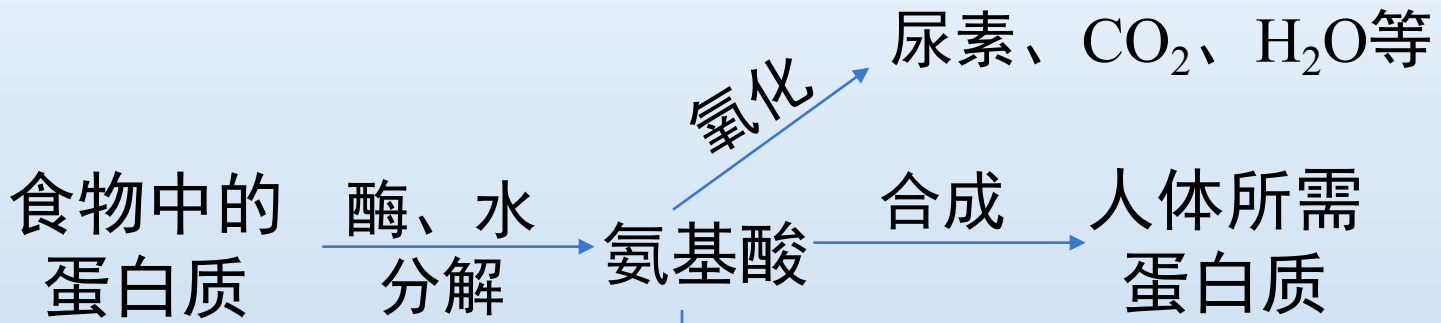 尿素、CO₂、H₂O等
氧化
食物中的
蛋白质
酶、水
分解
氨基酸
合成
人体所需
蛋白质